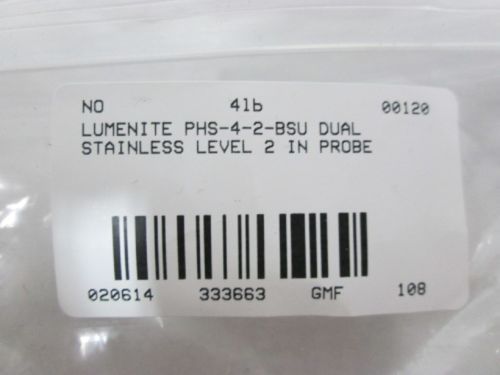 NO 4lb 00120
LUMENITE PHS-4-2-BSU DUAL
STAINLESS LEVEL 2 IN PROBE
020614 333663 GMF 108